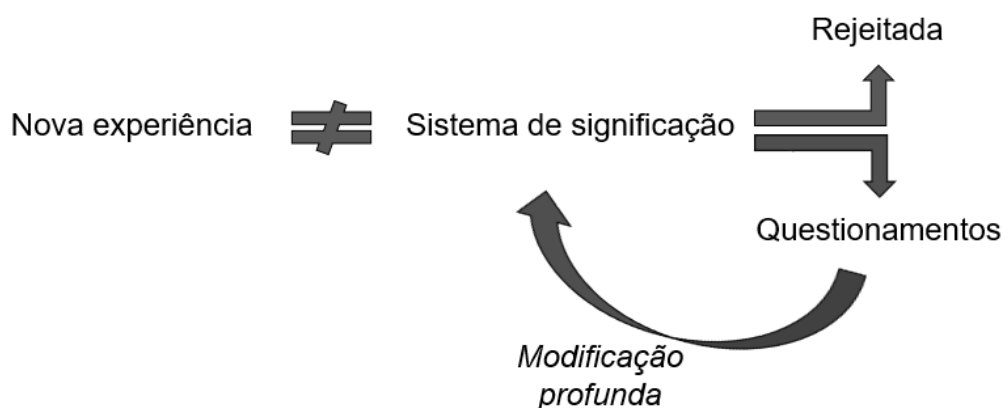 Rejeitada
Nova experiência
Sistema de significação
Questionamentos
Modificação
profunda